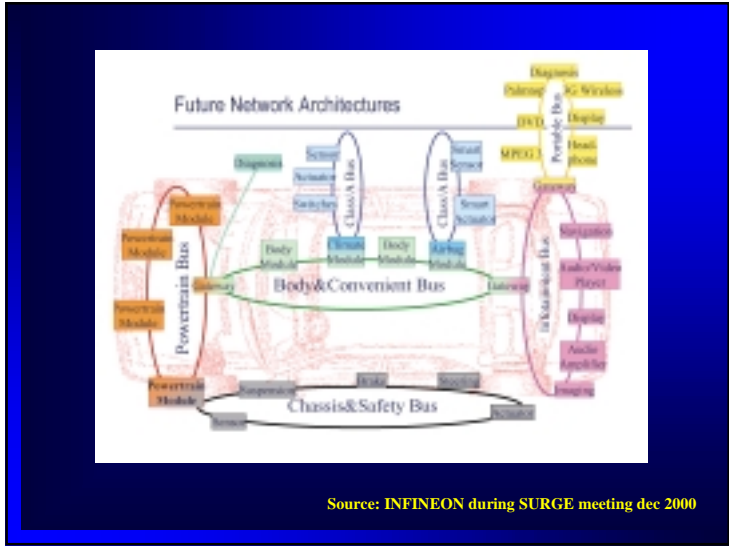 Future Network Architectures
Diagnosis
Palmtop
3G Wireless
DVD
Display
MPEG 3
Head-
phone
Portable Bus
Gateway
Diagnosis
Sensor
Actuator
Switches
Class/A Bus
Class/A Bus
Smart
Sensor
Smart
Actuator
Powertrain
Module
Powertrain
Module
Powertrain
Module
Powertrain
Module
Powertrain Bus
Gateway
Body
Module
Climate
Module
Body
Module
Airbag
Module
Body&Convenient Bus
Gateway
Infotainment Bus
Navigation
Audio/Video
Player
Display
Audio
Amplifier
Imaging
Suspension
Brake
Steering
Chassis&Safety Bus
Sensor
Actuator
Source: INFINEON during SURGE meeting dec 2000